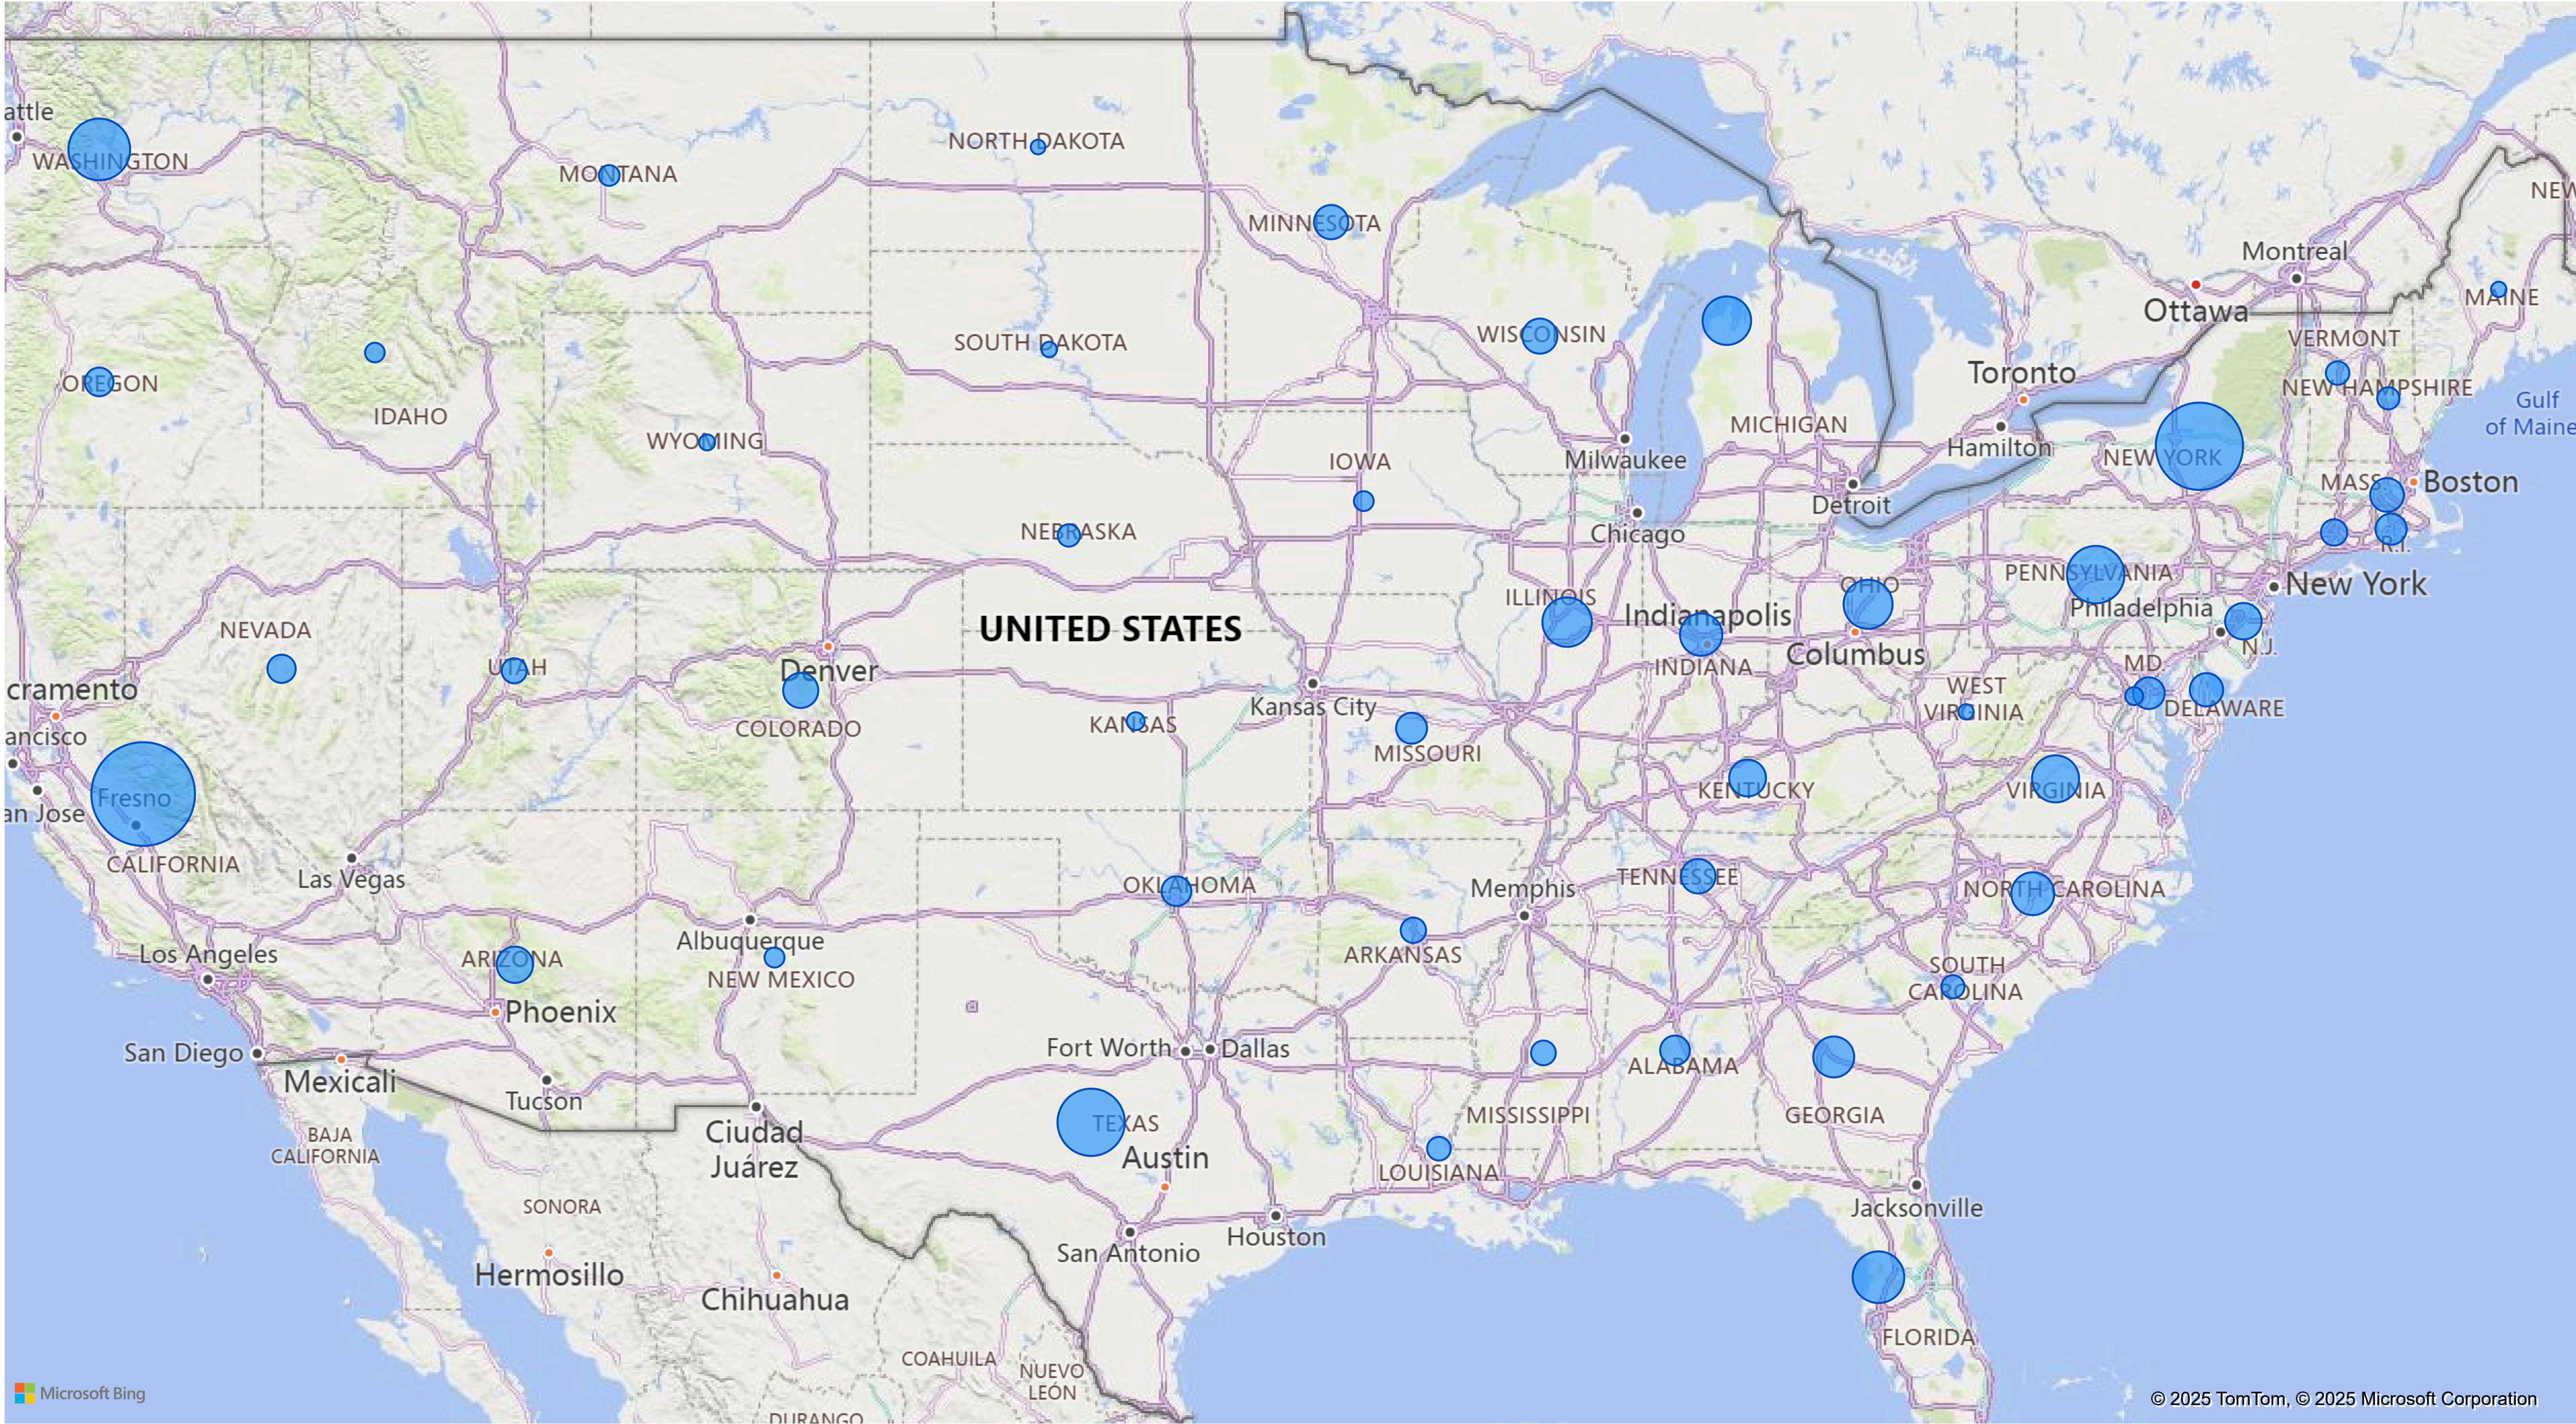 attle
WASHINGTON
MONTANA
NORTH DAKOTA
MINNESOTA
NEW
Montreal
Ottawa
MAINE
VERMONT
WISCONSIN
SOUTH DAKOTA
Toronto
OREGON
NEW HAMPSHIRE
Gulf
of Maine
IDAHO
MICHIGAN
WYOMING
IOWA
Milwaukee
Hamilton
NEW YORK
MASS.
Boston
Detroit
NEBRASKA
Chicago
R.I.
PENNSYLVANIA
New York
OHIO
ILLINOIS
Indianapolis
Philadelphia
UNITED STATES
NEVADA
N.J.
Columbus
INDIANA
MD.
UTAH
Denver
cramento
WEST
VIRGINIA
Kansas City
DELAWARE
KANSAS
COLORADO
ancisco
MISSOURI
KENTUCKY
VIRGINIA
Fresno
an Jose
CALIFORNIA
Las Vegas
OKLAHOMA
Memphis
TENNESSEE
NORTH CAROLINA
Albuquerque
Los Angeles
ARIZONA
ARKANSAS
SOUTH
CAROLINA
NEW MEXICO
Phoenix
San Diego
Fort Worth
Dallas
Mexicali
ALABAMA
Tucson
MISSISSIPPI
GEORGIA
TEXAS
Ciudad
Juárez
BAJA
CALIFORNIA
Austin
LOUISIANA
SONORA
Jacksonville
Houston
San Antonio
Hermosillo
Chihuahua
FLORIDA
COAHUILA
NUEVO
LEÓN
Microsoft Bing
© 2025 TomTom, © 2025 Microsoft Corporation
DURANGO